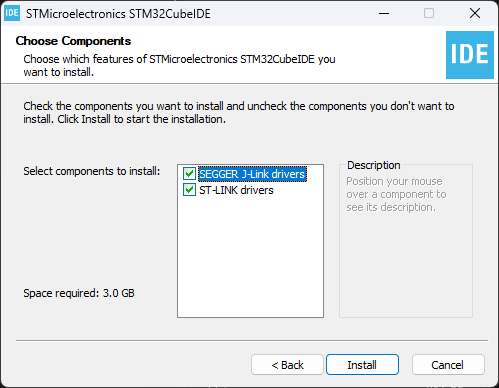 IDE STMicroelectronics STM32CubeIDE
Choose Components
Choose which features of STMicroelectronics STM32CubeIDE you
want to install.
IDE
Check the components you want to install and uncheck the components you don't want to
install. Click Install to start the installation.
Select components to install:
SEGGER J-Link drivers
ST-LINK drivers
Description
Position your mouse
over a component to
see its description.
Space required: 3.0 GB
< Back
Install
Cancel